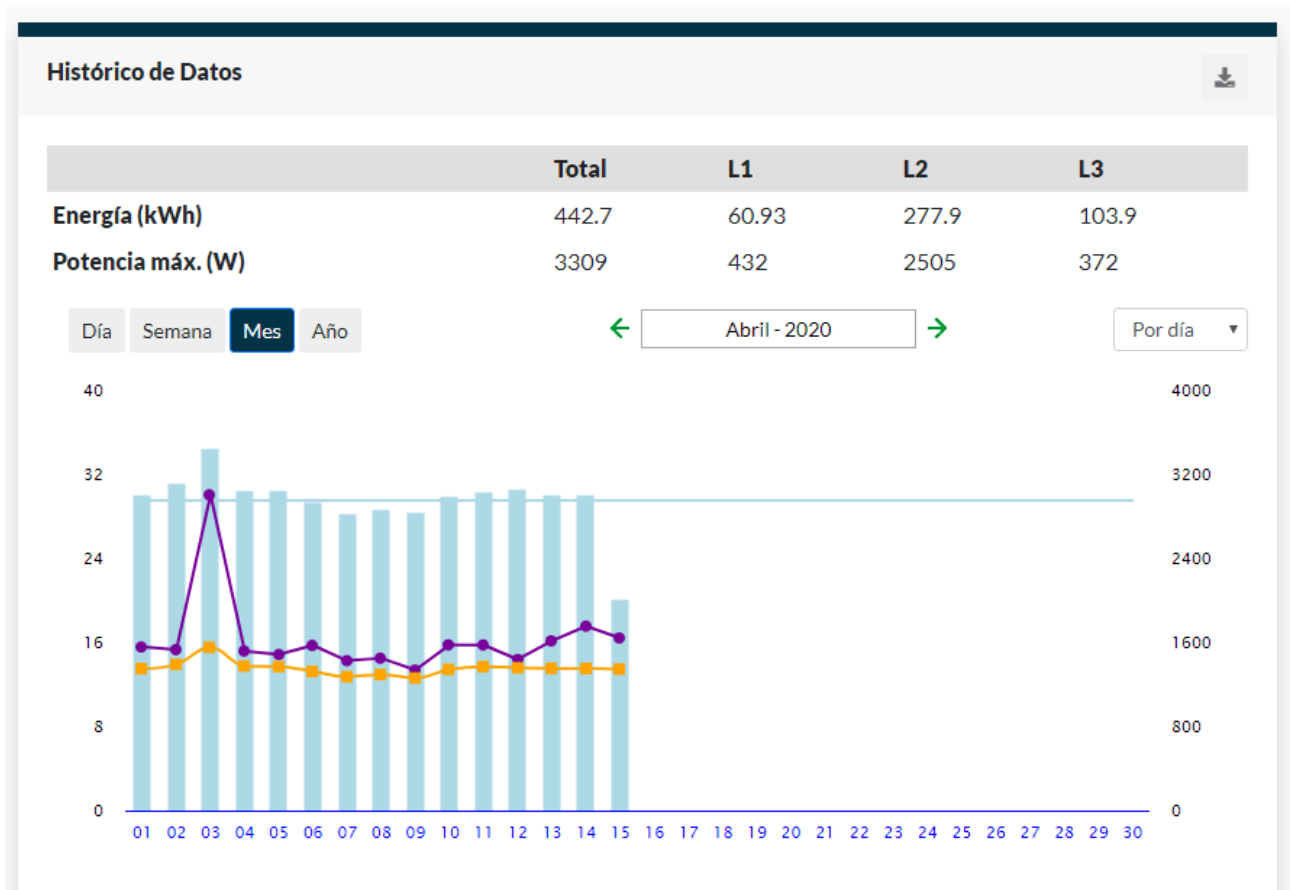 Histórico de Datos
Total L1 L2 L3
Energía (kWh) 442.7 60.93 277.9 103.9
Potencia máx. (W) 3309 432 2505 372
Día Semana Mes Año Abril - 2020 Por día
40 4000
32 3200
24 2400
16 1600
8 800
0 0
01 02 03 04 05 06 07 08 09 10 11 12 13 14 15 16 17 18 19 20 21 22 23 24 25 26 27 28 29 30